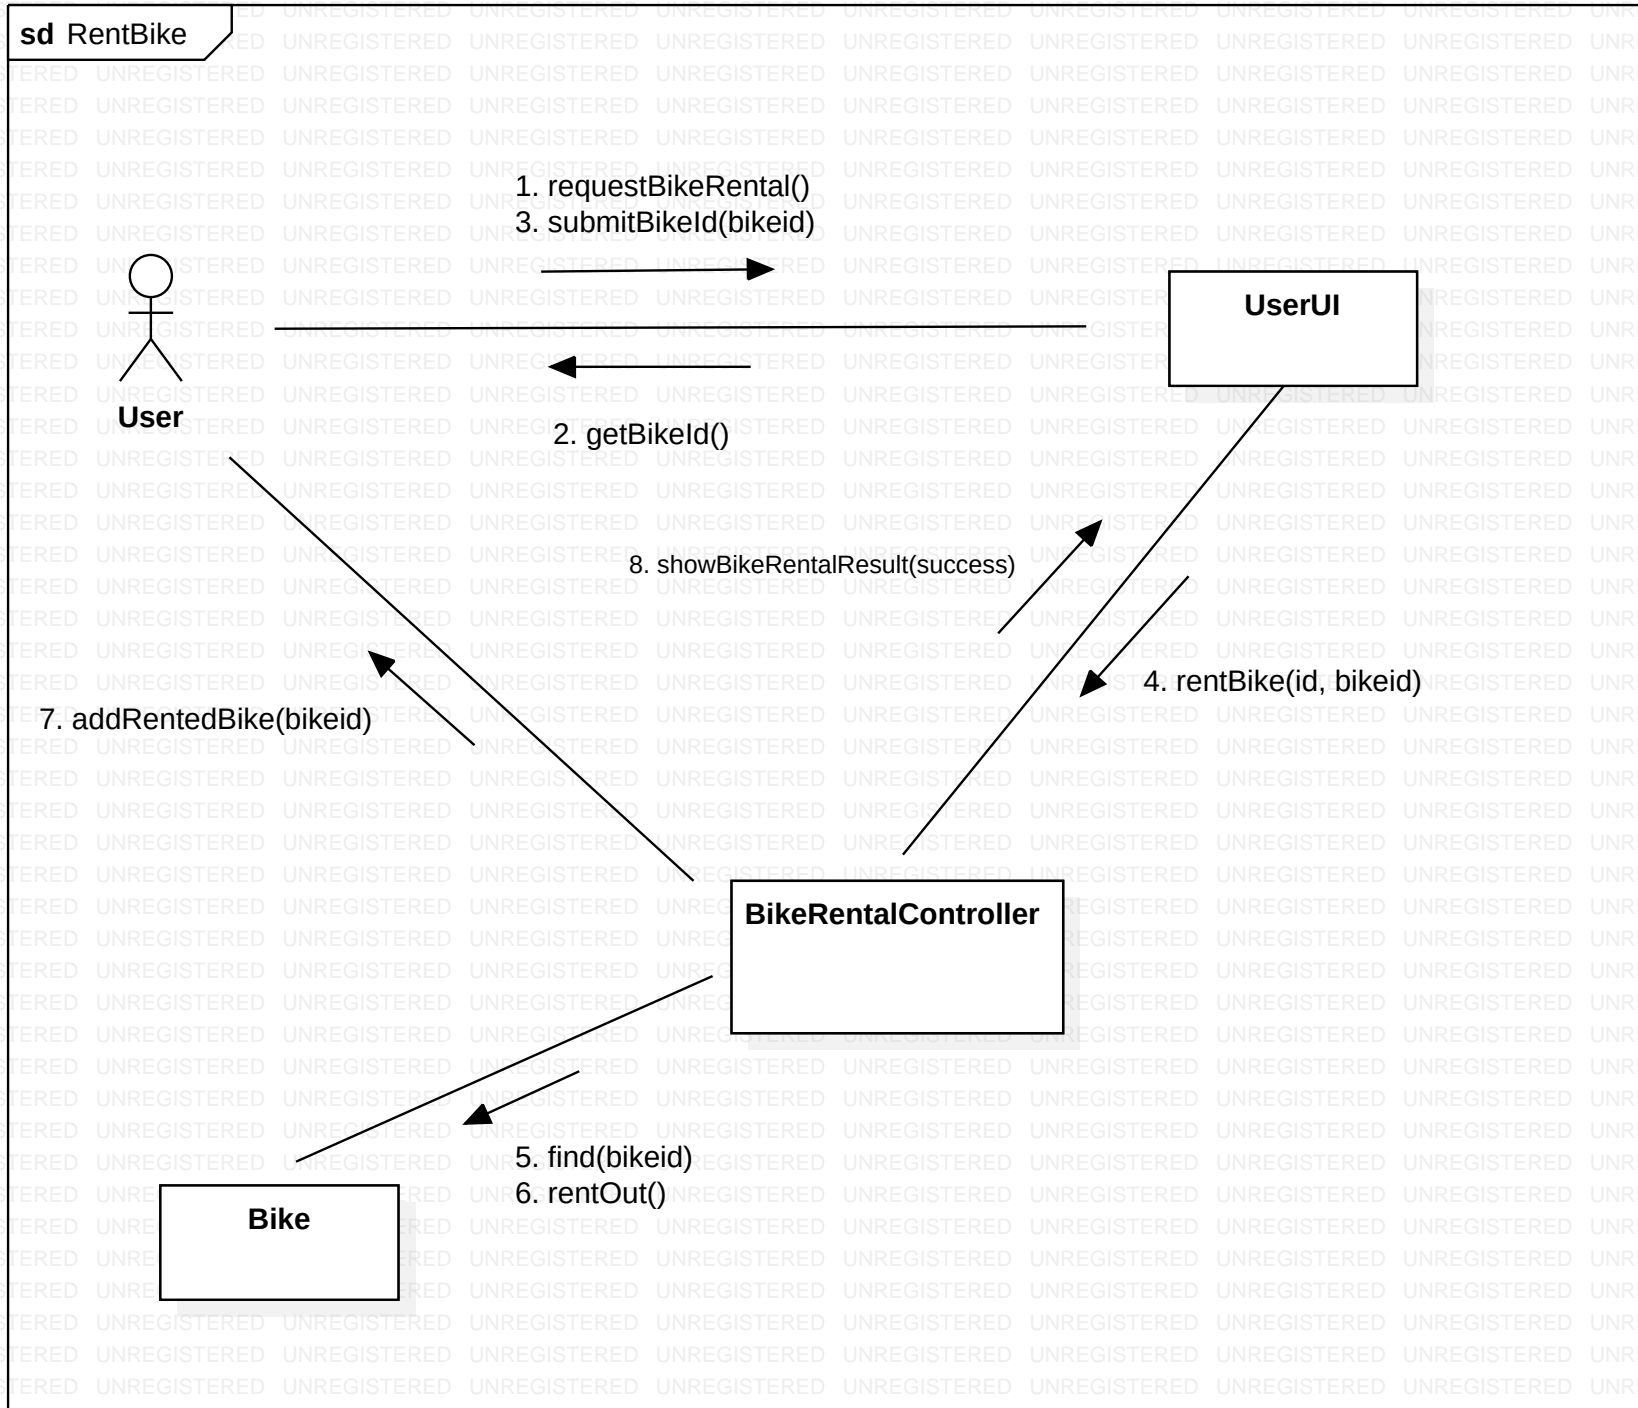 sd RentBike
1. requestBikeRental()
3. submitBikeId(bikeid)
UserUI
User
2. getBikeId()
8. showBikeRentalResult(success)
4. rentBike(id, bikeid)
7. addRentedBike(bikeid)
BikeRentalController
5. find(bikeid)
6. rentOut()
Bike
UNREGISTERED